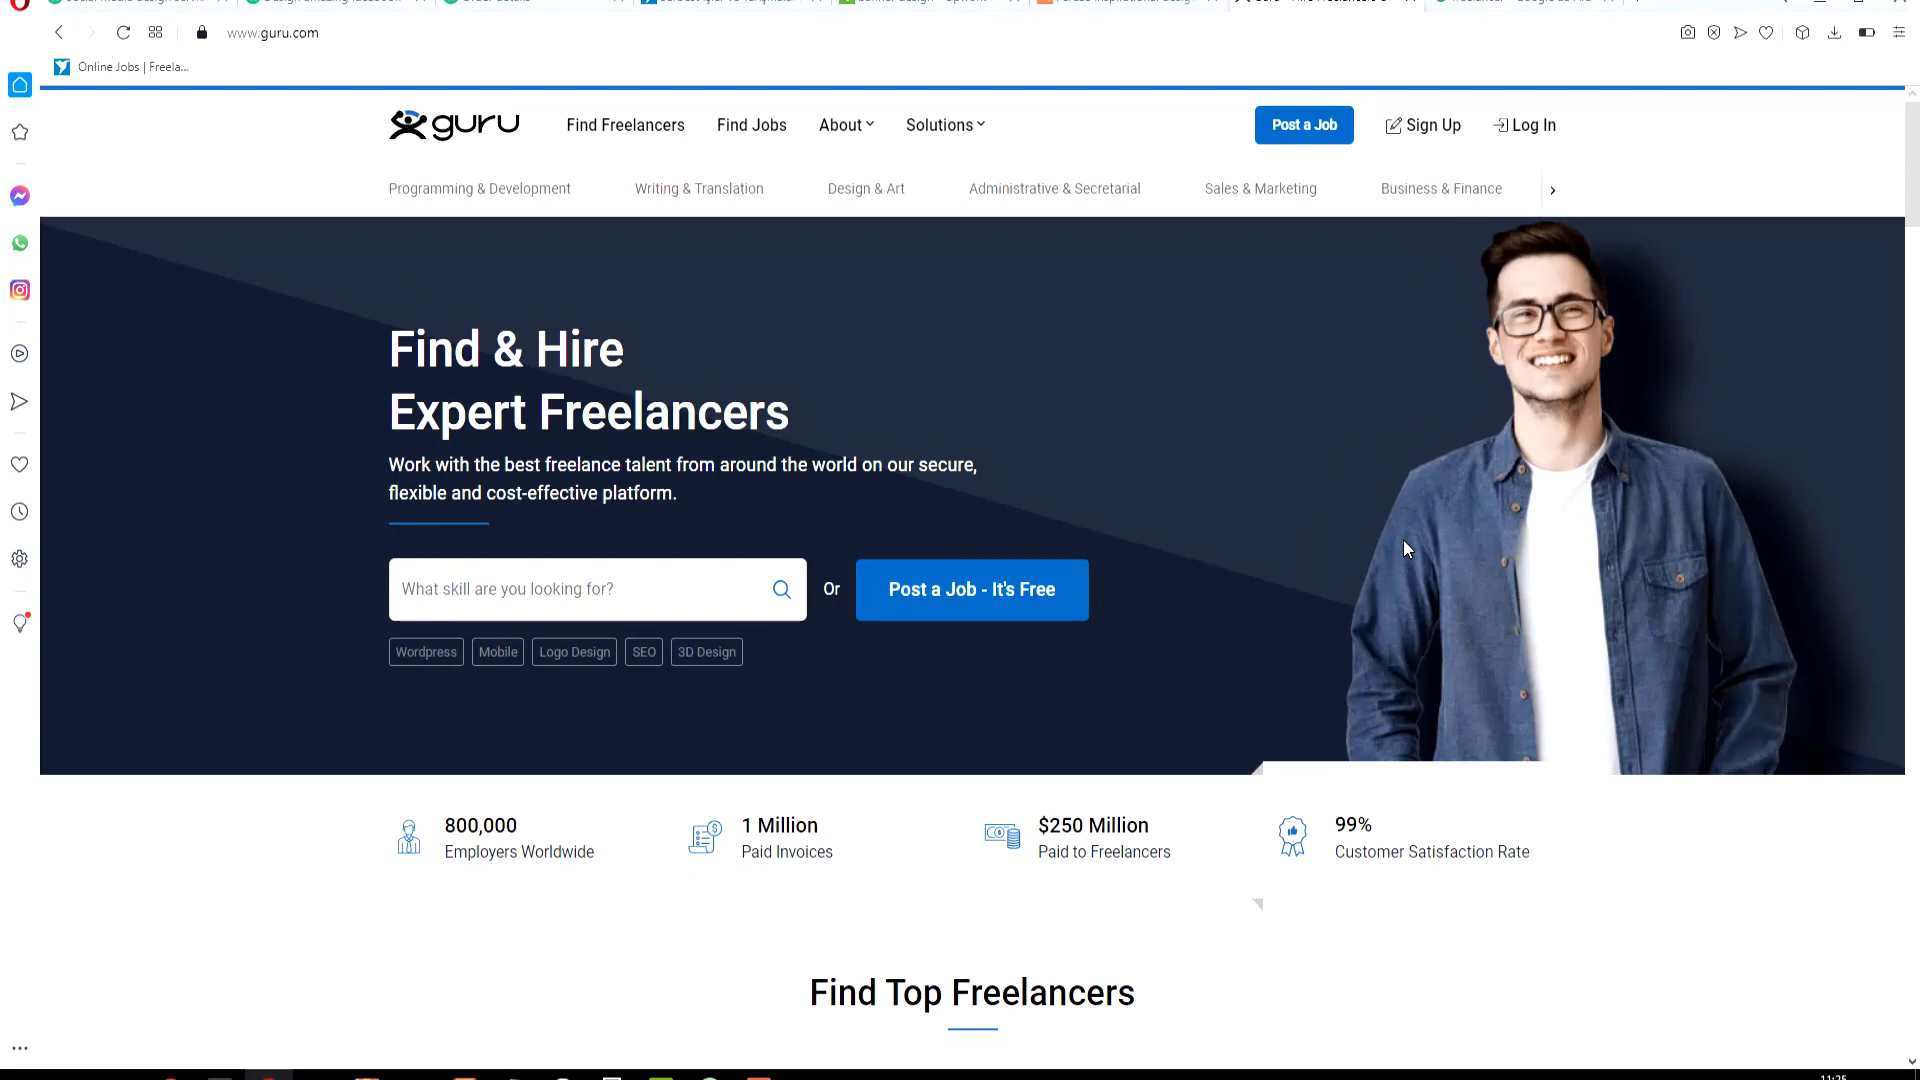 www.guru.com
Online Jobs | Freela...
guru
Find Freelancers
Find Jobs
About
Solutions
Post a Job
Sign Up
Log In
Programming & Development
Writing & Translation
Design & Art
Administrative & Secretarial
Sales & Marketing
Business & Finance
Find & Hire
Expert Freelancers
Work with the best freelance talent from around the world on our secure,
flexible and cost-effective platform.
What skill are you looking for?
Or
Post a Job - It's Free
Wordpress
Mobile
Logo Design
SEO
3D Design
800,000
Employers Worldwide
1 Million
Paid Invoices
$250 Million
Paid to Freelancers
99%
Customer Satisfaction Rate
Find Top Freelancers